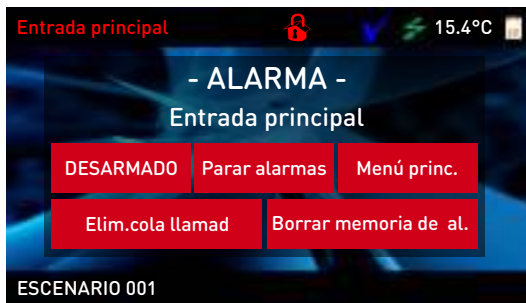 Entrada principal 15.4°C
- ALARMA -
Entrada principal
DESARMADO Parar alarmas Menú princ.
Elim.cola llamad Borrar memoria de al.
ESCENARIO 001